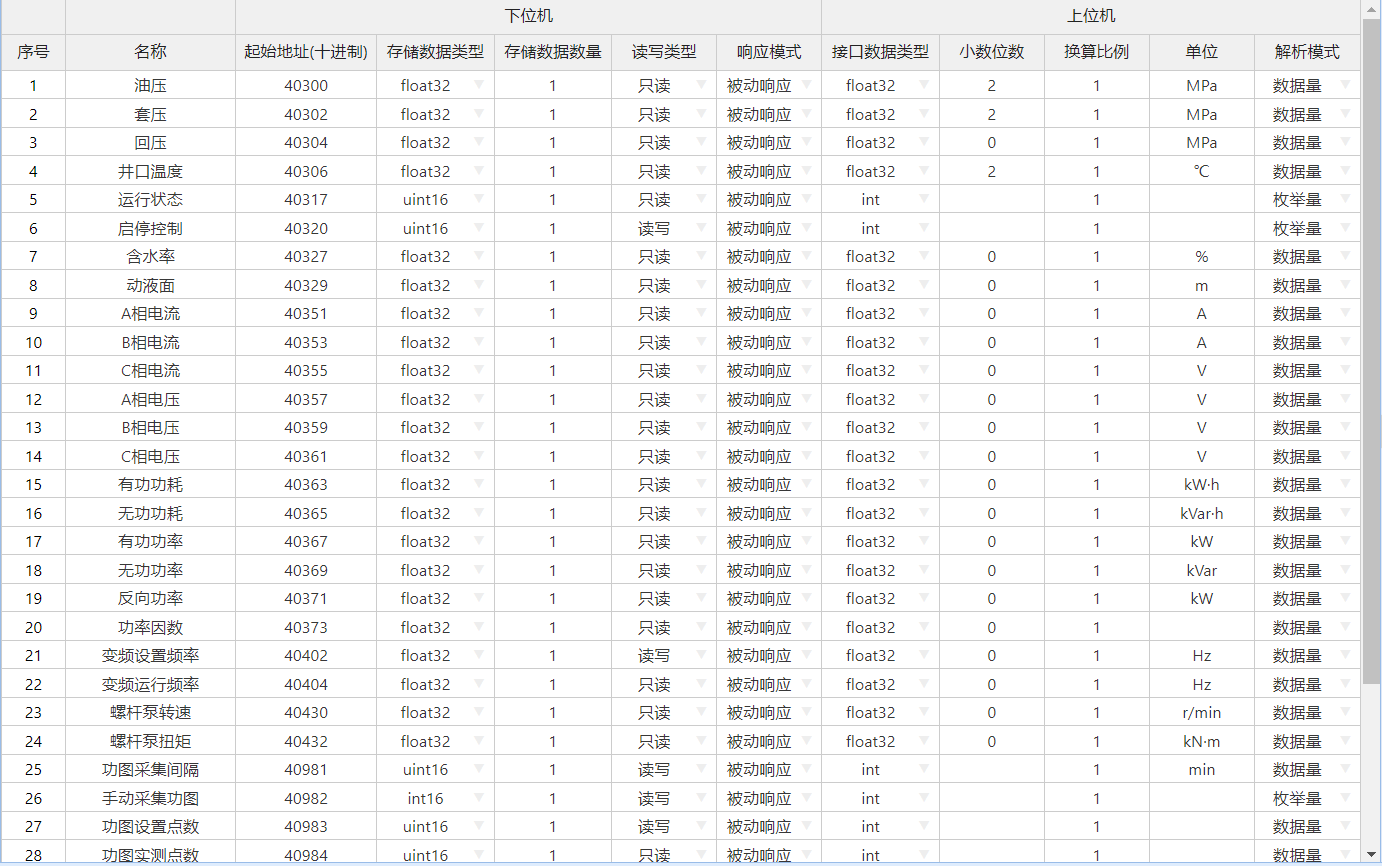 下位机 上位机
序号 名称 起始地址(十进制) 存储数据类型 存储数据数量 读写类型 响应模式 接口数据类型 小数位数 换算比例 单位 解析模式
1 油压 40300 float32 1 只读 被动响应 float32 2 1 MPa 数据量
2 套压 40302 float32 1 只读 被动响应 float32 2 1 MPa 数据量
3 回压 40304 float32 1 只读 被动响应 float32 0 1 MPa 数据量
4 井口温度 40306 float32 1 只读 被动响应 float32 2 1 ℃ 数据量
5 运行状态 40317 uint16 1 只读 被动响应 int 1 枚举量
6 启停控制 40320 uint16 1 读写 被动响应 int 1 枚举量
7 含水率 40327 float32 1 只读 被动响应 float32 0 1 % 数据量
8 动液面 40329 float32 1 只读 被动响应 float32 0 1 m 数据量
9 A相电流 40351 float32 1 只读 被动响应 float32 0 1 A 数据量
10 B相电流 40353 float32 1 只读 被动响应 float32 0 1 A 数据量
11 C相电流 40355 float32 1 只读 被动响应 float32 0 1 V 数据量
12 A相电压 40357 float32 1 只读 被动响应 float32 0 1 V 数据量
13 B相电压 40359 float32 1 只读 被动响应 float32 0 1 V 数据量
14 C相电压 40361 float32 1 只读 被动响应 float32 0 1 V 数据量
15 有功功耗 40363 float32 1 只读 被动响应 float32 0 1 kW·h 数据量
16 无功功耗 40365 float32 1 只读 被动响应 float32 0 1 kVar·h 数据量
17 有功功率 40367 float32 1 只读 被动响应 float32 0 1 kW 数据量
18 无功功率 40369 float32 1 只读 被动响应 float32 0 1 kVar 数据量
19 反向功率 40371 float32 1 只读 被动响应 float32 0 1 kW 数据量
20 功率因数 40373 float32 1 只读 被动响应 float32 0 1 数据量
21 变频设置频率 40402 float32 1 读写 被动响应 float32 0 1 Hz 数据量
22 变频运行频率 40404 float32 1 只读 被动响应 float32 0 1 Hz 数据量
23 螺杆泵转速 40430 float32 1 只读 被动响应 float32 0 1 r/min 数据量
24 螺杆泵扭矩 40432 float32 1 只读 被动响应 float32 0 1 kN·m 数据量
25 功图采集间隔 40981 uint16 1 读写 被动响应 int 1 min 数据量
26 手动采集功图 40982 int16 1 读写 被动响应 int 1 枚举量
27 功图设置点数 40983 uint16 1 读写 被动响应 int 1 数据量
28 功图实测点数 40984 uint16 1 只读 被动响应 int 1 数据量